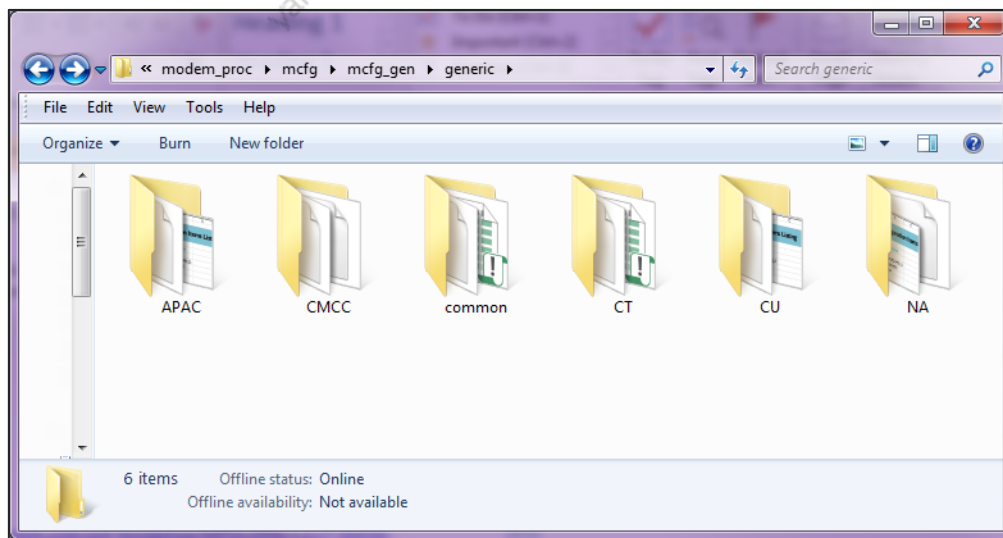 « modem_proc ▸ mcfg ▸ mcfg_gen ▸ generic ▸
Search generic
File Edit View Tools Help
Organize Burn New folder
APAC CMCC common CT CU NA
6 items Offline status: Online
Offline availability: Not available